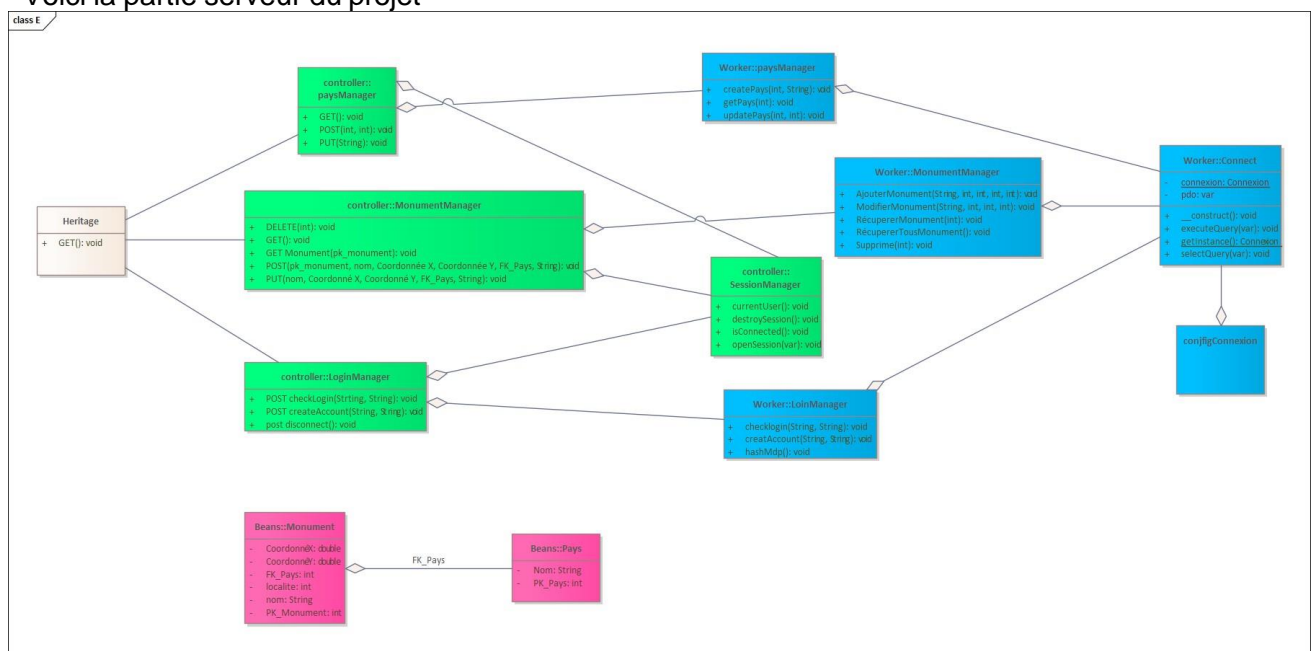 Voici la partie serveur du projet
class E
controller::
paysManager
+ GET(): void
+ POST(int, int): void
+ PUT(String): void
Worker::paysManager
+ createPays(int, String): void
+ getPays(int): void
+ updatePays(int, int): void
Heritage
+ GET(): void
controller::MonumentManager
+ DELETE(int): void
+ GET(): void
+ GET Monument(pk_monument): void
+ POST(pk_monument, nom, Coordonnée X, Coordonnée Y, FK_Pays, String): void
+ PUT(nom, Coordonné X, Coordonné Y, FK_Pays, String): void
Worker::MonumentManager
+ AjouterMonument(String, int, int, int, int): void
+ ModifierMonument(String, int, int, int): void
+ RécupererMonument(int): void
+ RécupererTousMonument(): void
+ Supprime(int): void
Worker::Connect
- connexion: Connexion
- pdo: var
+ __construct(): void
+ executeQuery(var): void
+ getInstance(): Connexion
+ selectQuery(var): void
controller::
SessionManager
+ currentUser(): void
+ destroySession(): void
+ isConnected(): void
+ openSession(var): void
conjfigConnexion
controller::LoginManager
+ POST checkLogin(Strting, String): void
+ POST createAccount(String, String): void
+ post disconnect(): void
Worker::LoinManager
+ checklogin(String, String): void
+ creatAccount(String, String): void
+ hashMdp(): void
Beans::Monument
- CoordonnéX: double
- CoordonnéY: double
- FK_Pays: int
- localite: int
- nom: String
- PK_Monument: int
FK_Pays
Beans::Pays
- Nom: String
- PK_Pays: int